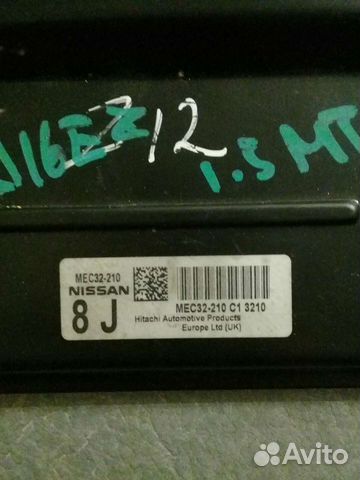 J16EZ Z12
1.5 MT
MEC32-210
NISSAN
8 J
MEC32-210 C1 3210
Hitachi Automotive Products
Europe Ltd (UK)
Avito